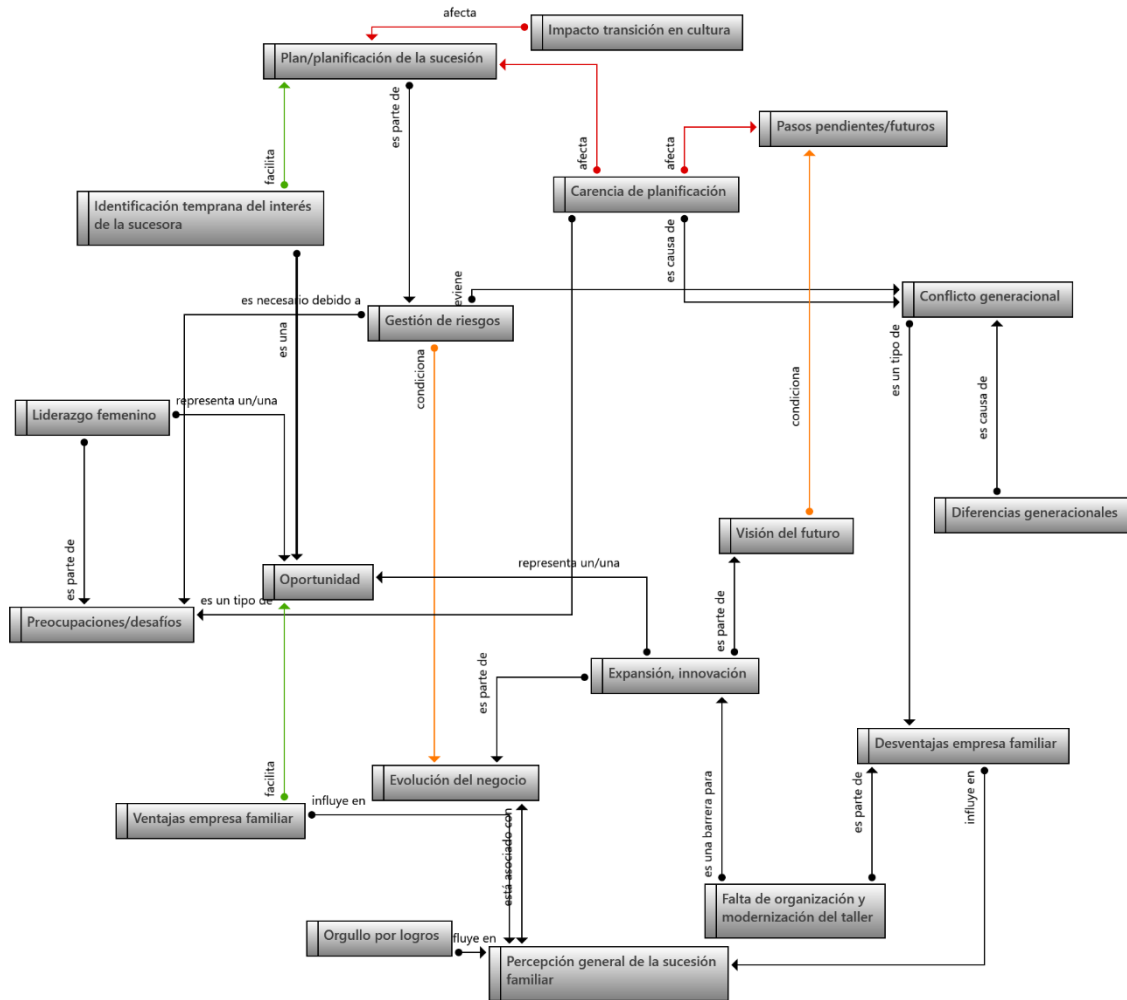 afecta
Impacto transición en cultura
Plan/planificación de la sucesión
es parte de
afecta
afecta
Pasos pendientes/futuros
facilita
Carencia de planificación
Identificación temprana del interés
de la sucesora
es causa de
eviene
es necesario debido a
Conflicto generacional
Gestión de riesgos
es una
condiciona
es un tipo de
condiciona
es causa de
representa un/una
Liderazgo femenino
Diferencias generacionales
Visión del futuro
es parte de
representa un/una
Oportunidad
es un tipo de
Preocupaciones/desafíos
es parte de
Expansión, innovación
es parte de
Desventajas empresa familiar
Evolución del negocio
facilita
influye en
Ventajas empresa familiar
está asociado con
es una barrera para
es parte de
influye en
Falta de organización y
modernización del taller
Orgullo por logros
fluye en
Percepción general de la sucesión
familiar